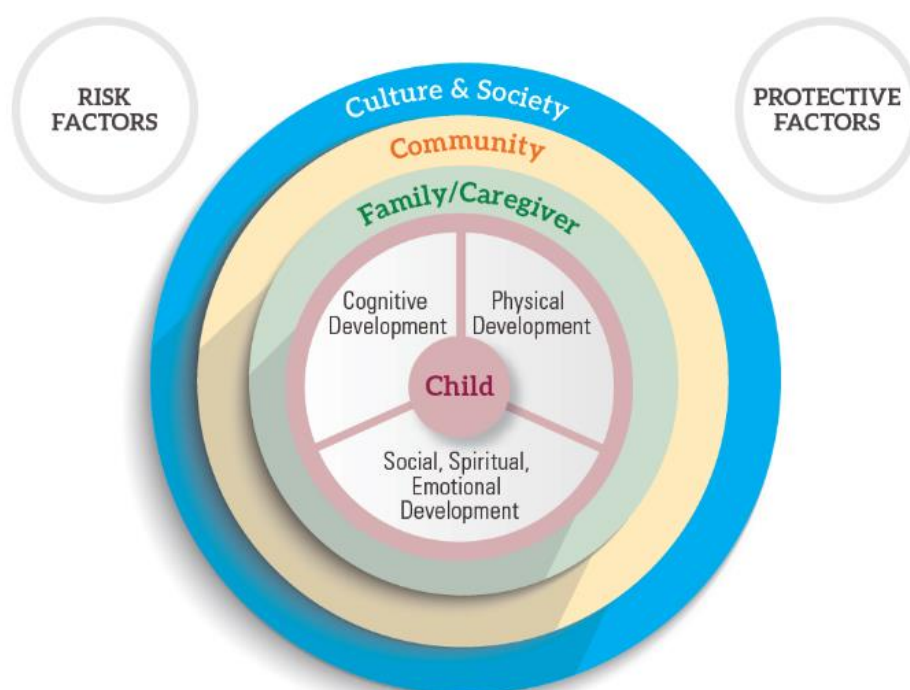 RISK
FACTORS
PROTECTIVE
FACTORS
Culture & Society
Community
Family/Caregiver
Cognitive
Development
Physical
Development
Child
Social, Spiritual,
Emotional
Development